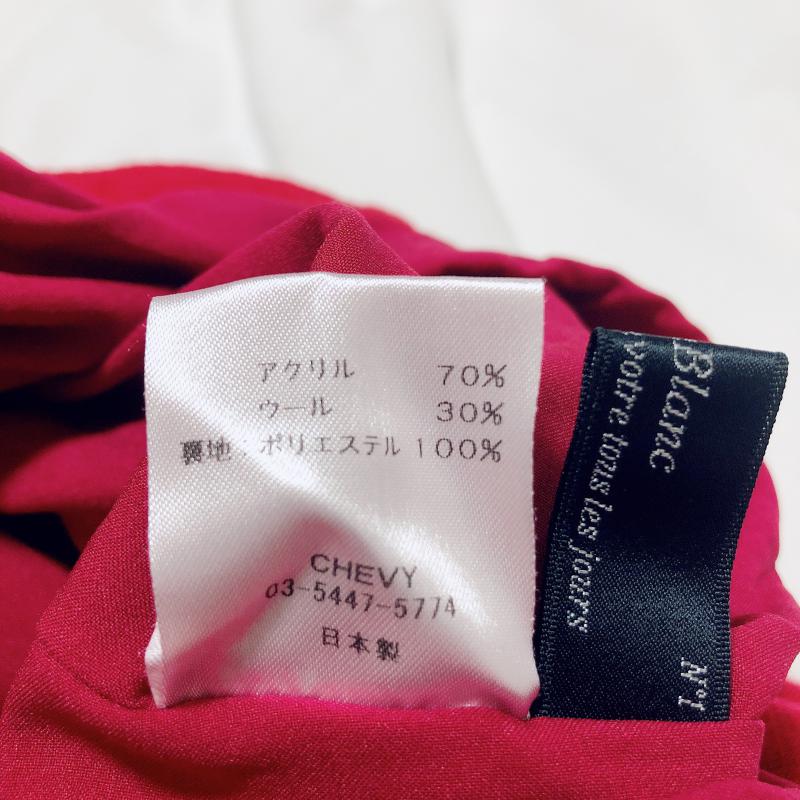 アクリル 70%
ウール 30%
裏地:ポリエステル 100%
CHEVY
03-5447-5774
日本製
Blanc
votre tous les jours
N°1